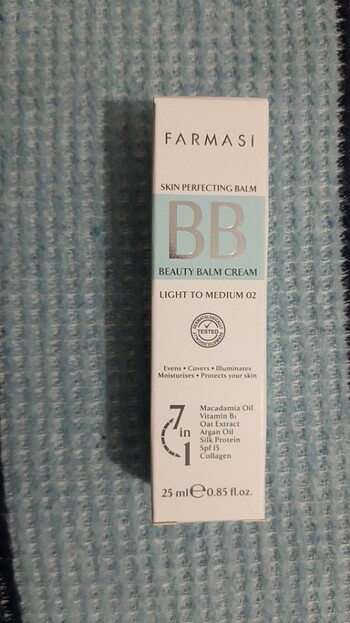 FARMASI
SKIN PERFECTING BALM
BB
BEAUTY BALM CREAM
LIGHT TO MEDIUM 02
DERMATOLOGICALLY
TESTED
Evens • Covers • Illuminates
Moisturises • Protects your skin
7 in 1
Macadamia Oil
Vitamin B₃
Oat Extract
Argan Oil
Silk Protein
Spf 15
Collagen
25 ml ℮ 0.85 fl.oz.